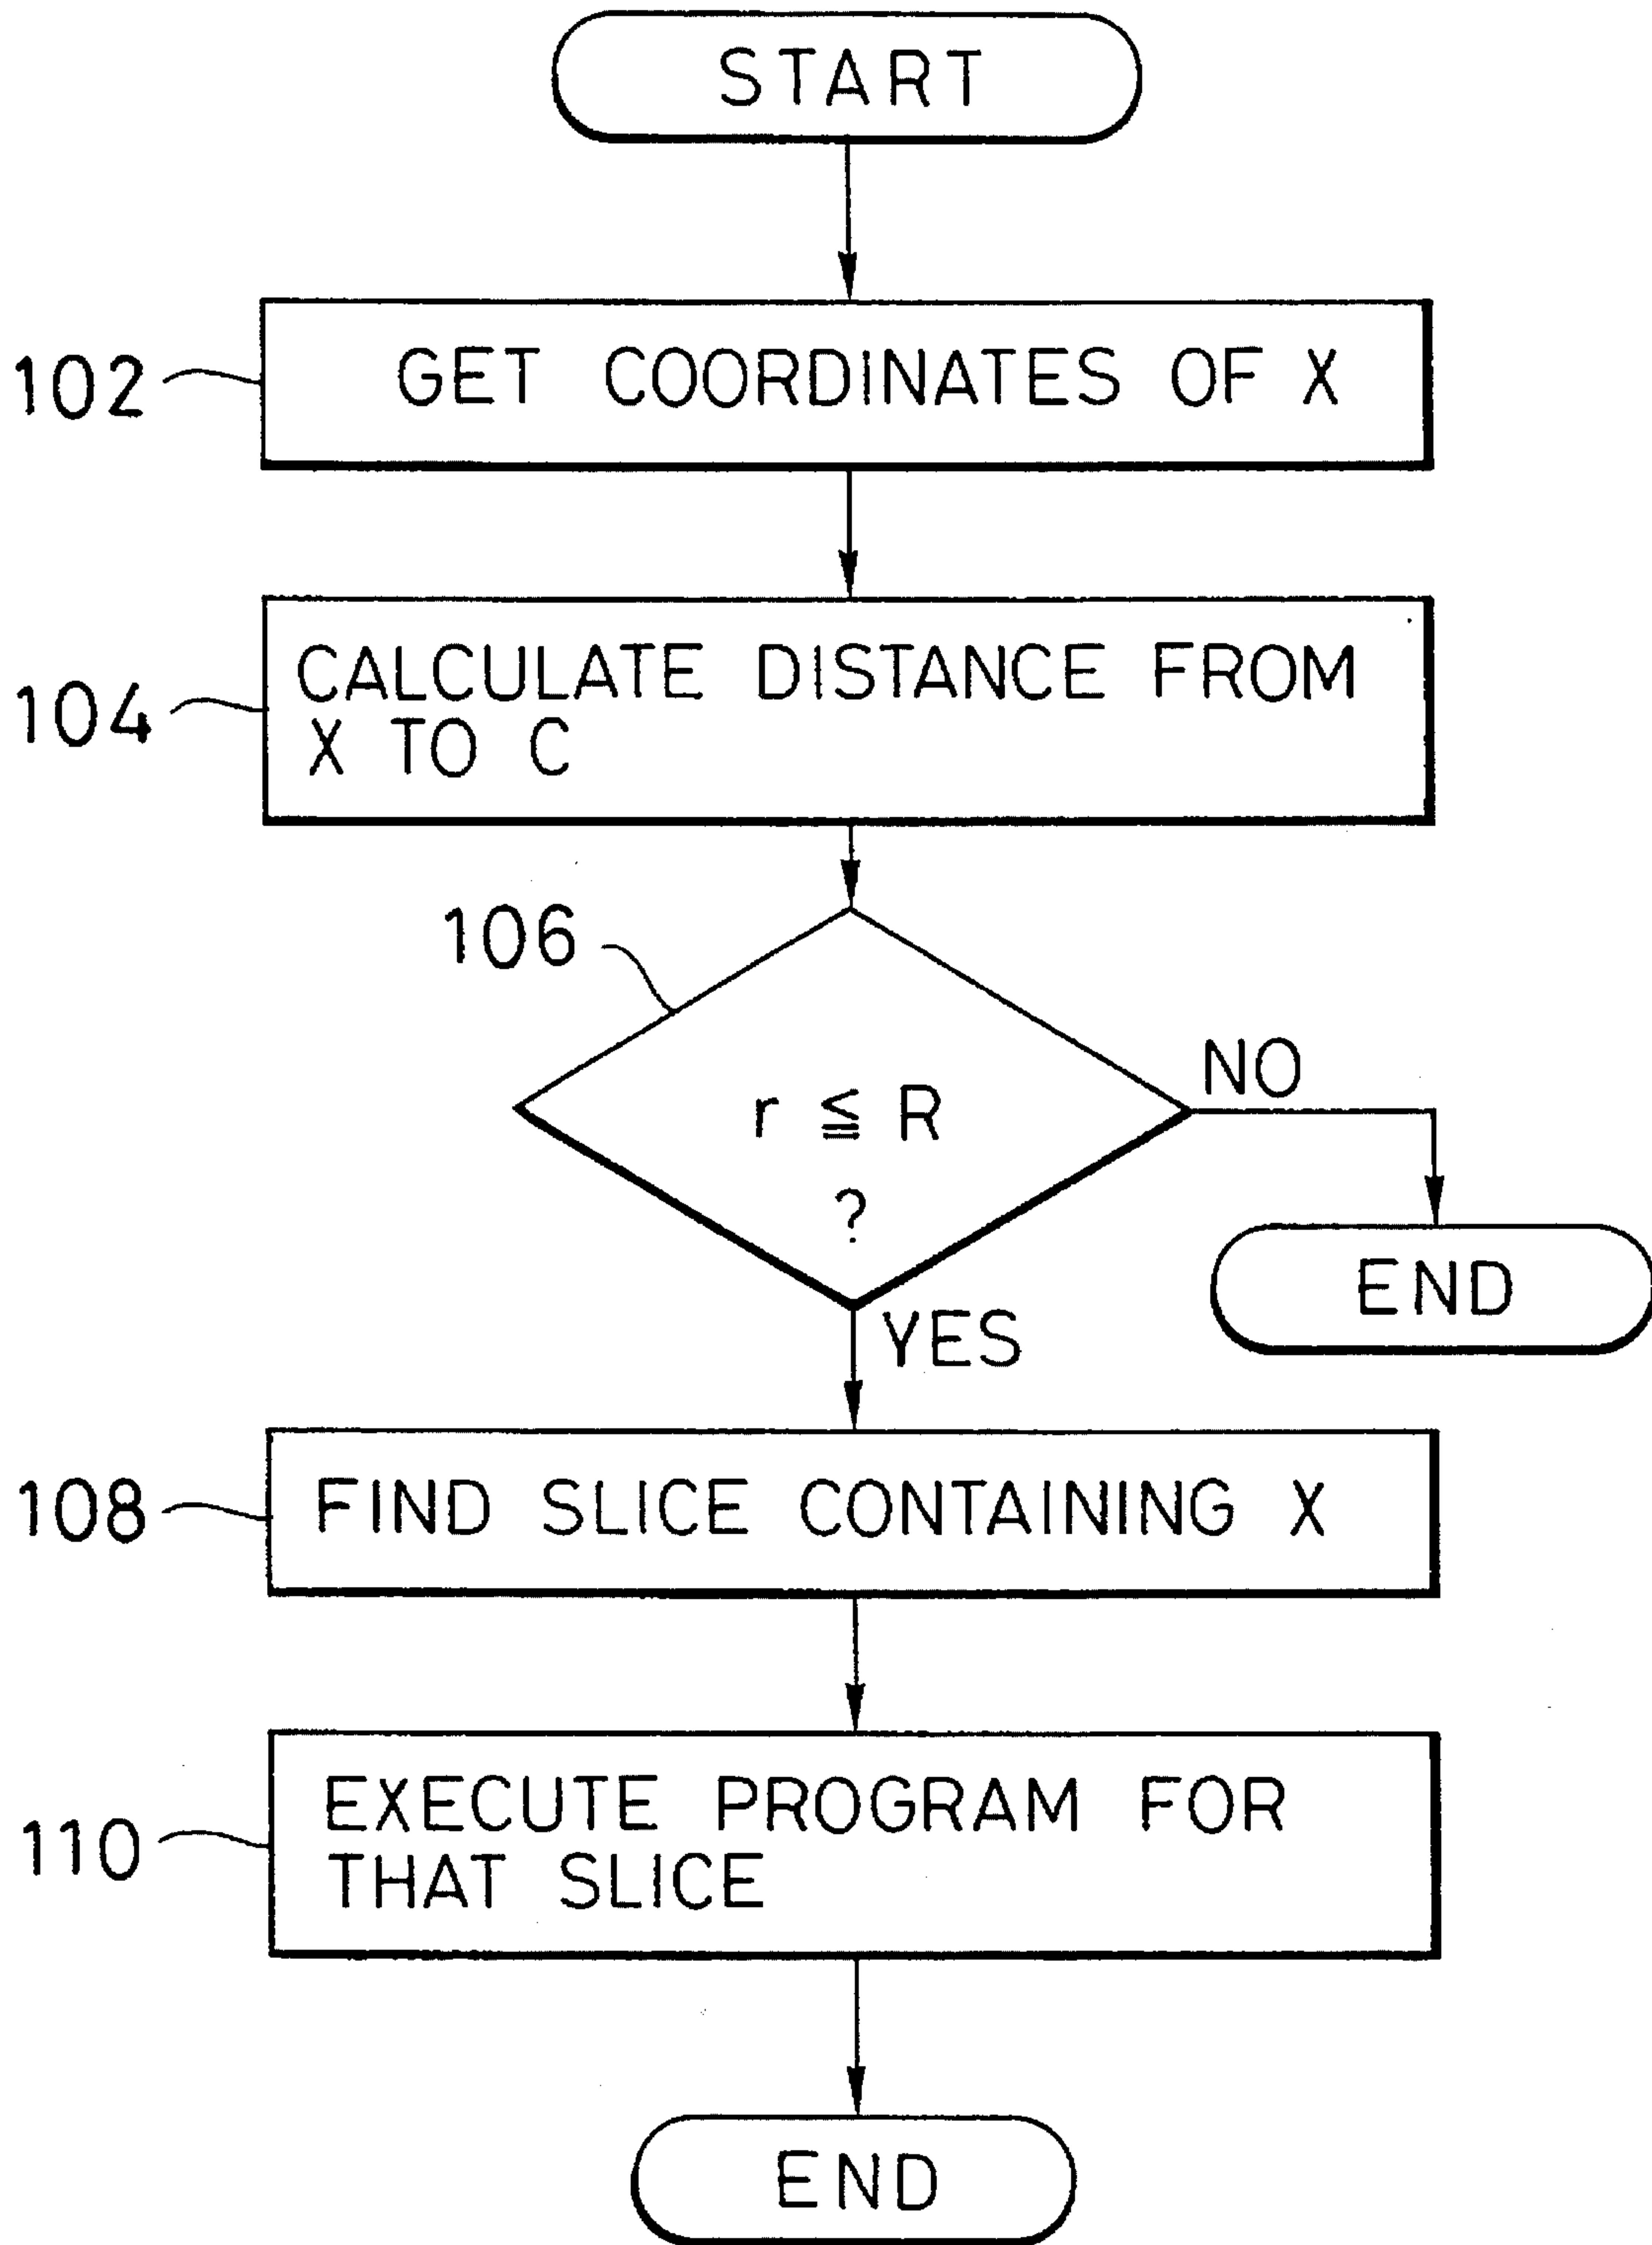 START
102
GET COORDINATES OF X
104
CALCULATE DISTANCE FROM
X TO C
106
r ≦ R
?
NO
END
YES
108
FIND SLICE CONTAINING X
110
EXECUTE PROGRAM FOR
THAT SLICE
END